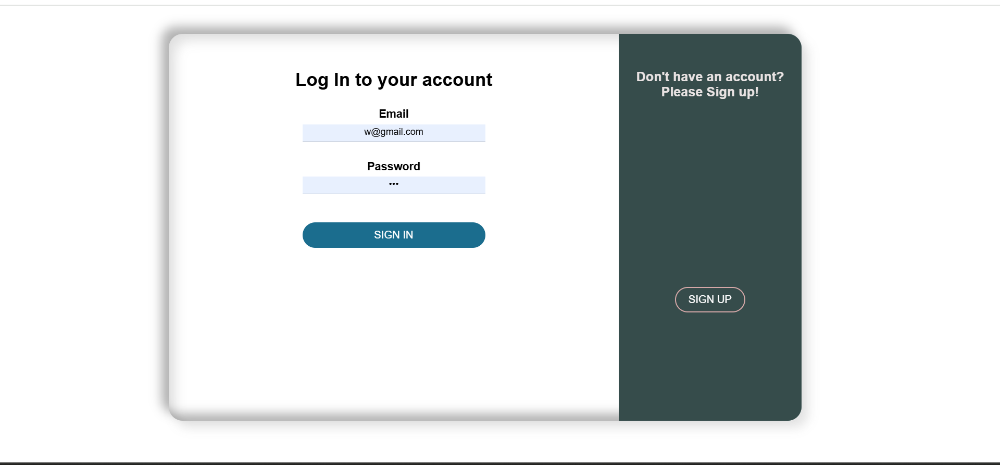 Log In to your account
Email
w@gmail.com
Password
•••
SIGN IN
Don't have an account?
Please Sign up!
SIGN UP